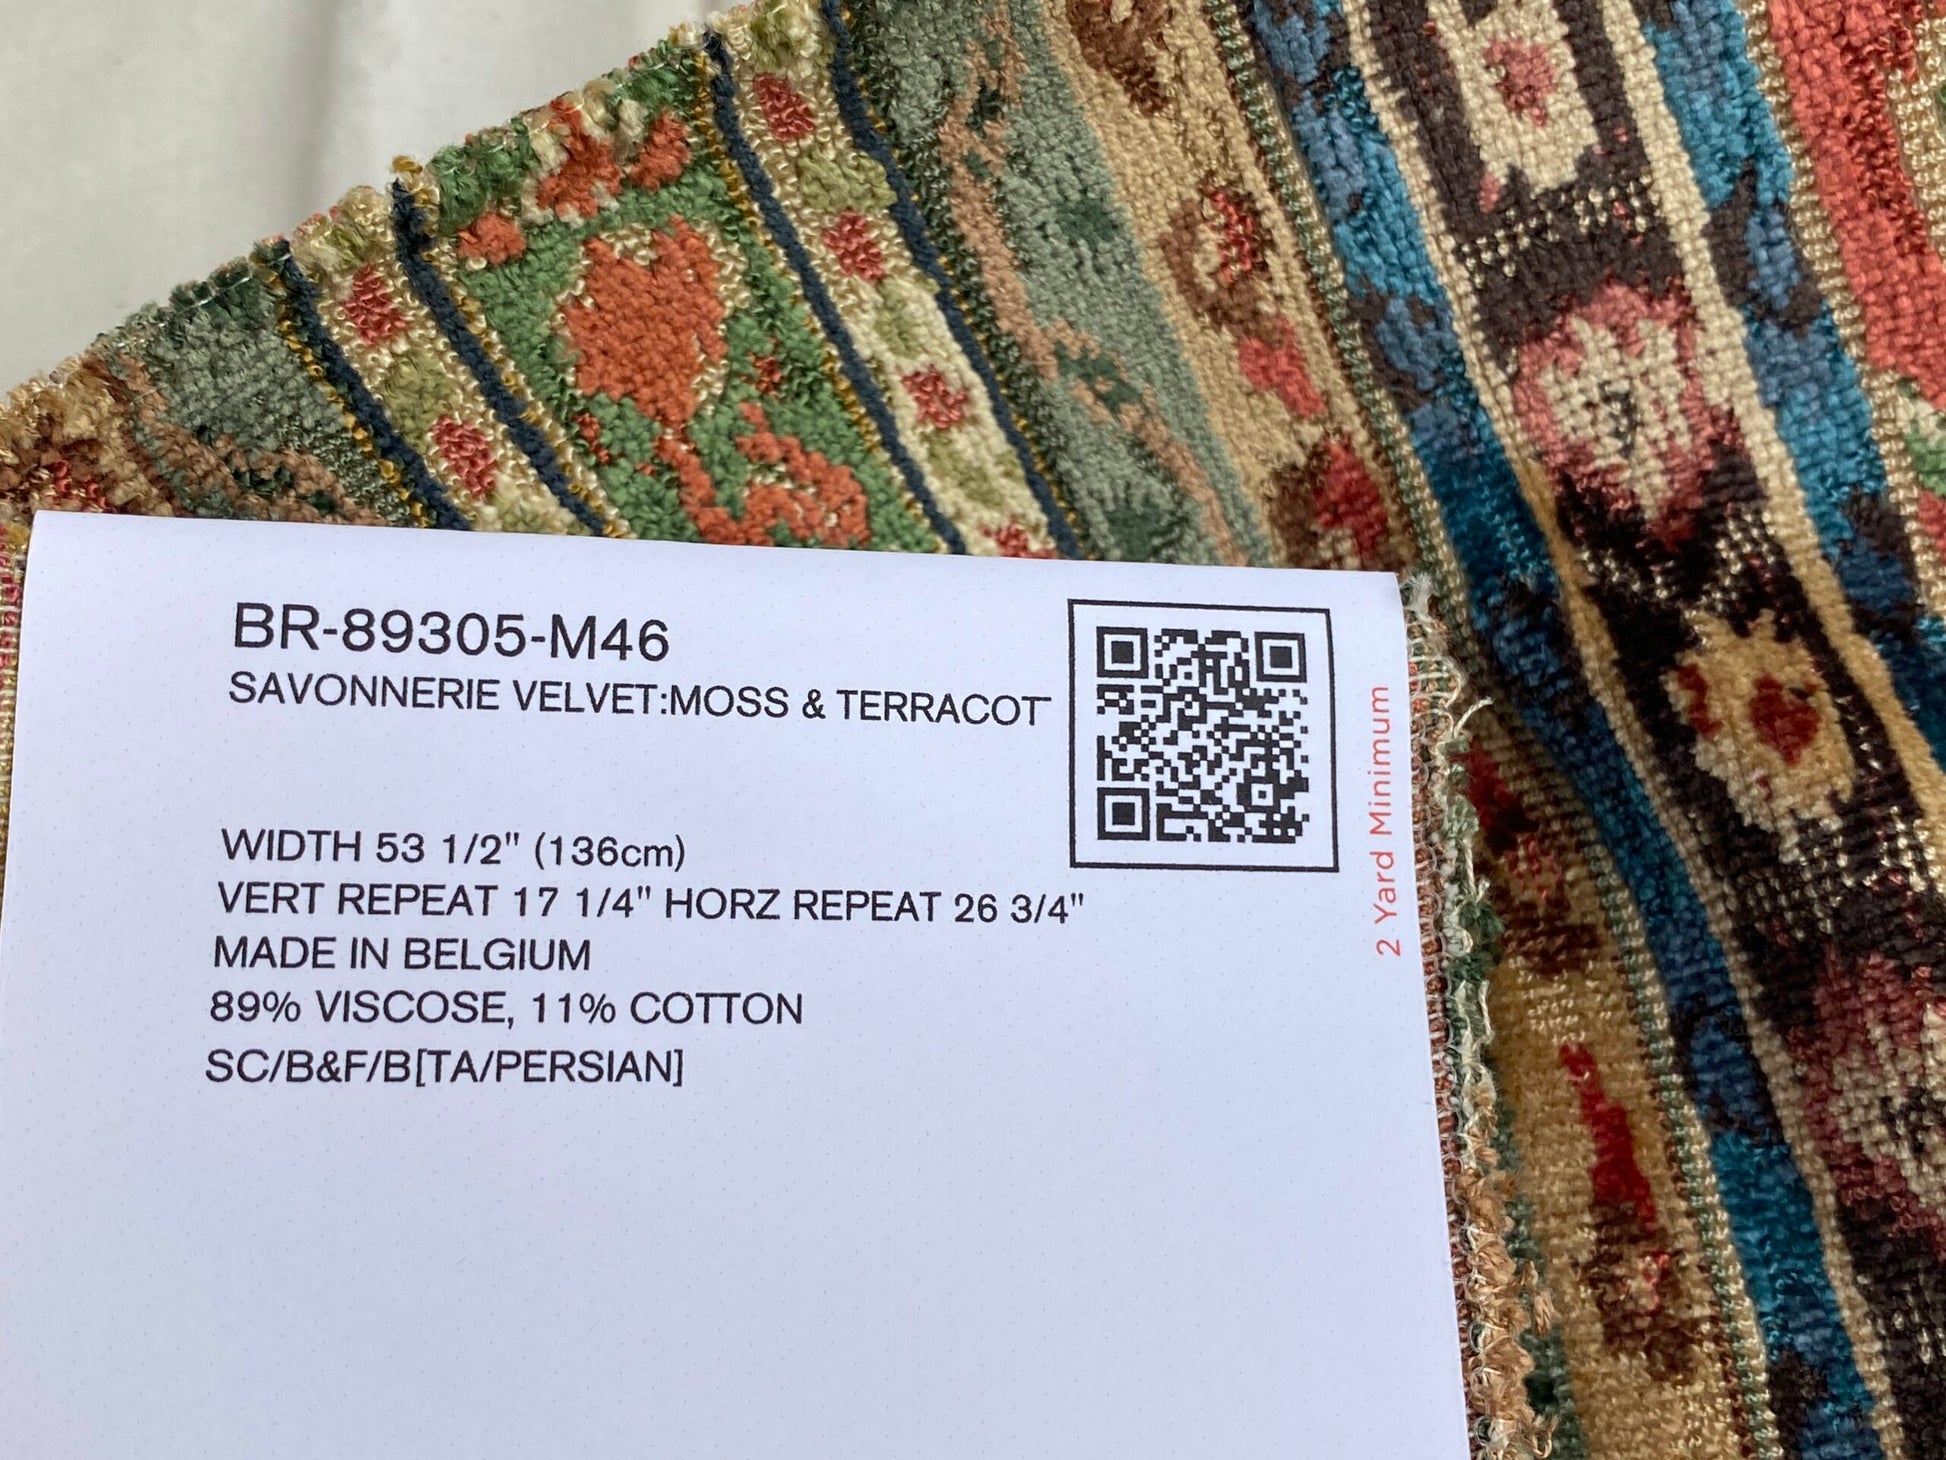 BR-89305-M46
SAVONNERIE VELVET:MOSS & TERRACOT
WIDTH 53 1/2" (136cm)
VERT REPEAT 17 1/4" HORZ REPEAT 26 3/4"
MADE IN BELGIUM
89% VISCOSE, 11% COTTON
SC/B&F/B[TA/PERSIAN]
2 Yard Minimum